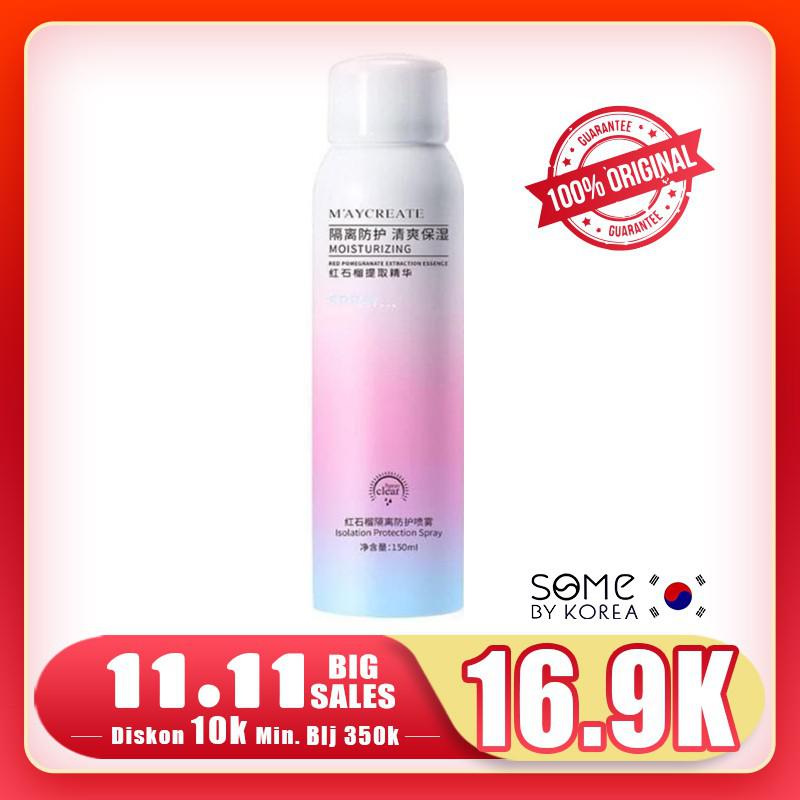 GUARANTEE
100% ORIGINAL
GUARANTEE
M'AYCREATE
隔离防护 清爽保湿
MOISTURIZING
RED POMEGRANATE EXTRACTION ESSENCE
红石榴提取精华
clear
红石榴隔离防护喷雾
Isolation Protection Spray
净含量:150ml
SOME
BY KOREA
11.11 BIG SALES
Diskon 10k Min. Blj 350k
16.9K